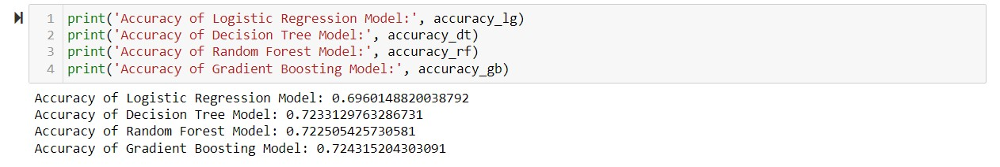 1 print('Accuracy of Logistic Regression Model:', accuracy_lg)
2 print('Accuracy of Decision Tree Model:', accuracy_dt)
3 print('Accuracy of Random Forest Model:', accuracy_rf)
4 print('Accuracy of Gradient Boosting Model:', accuracy_gb)
Accuracy of Logistic Regression Model: 0.6960148820038792
Accuracy of Decision Tree Model: 0.7233129763286731
Accuracy of Random Forest Model: 0.722505425730581
Accuracy of Gradient Boosting Model: 0.724315204303091